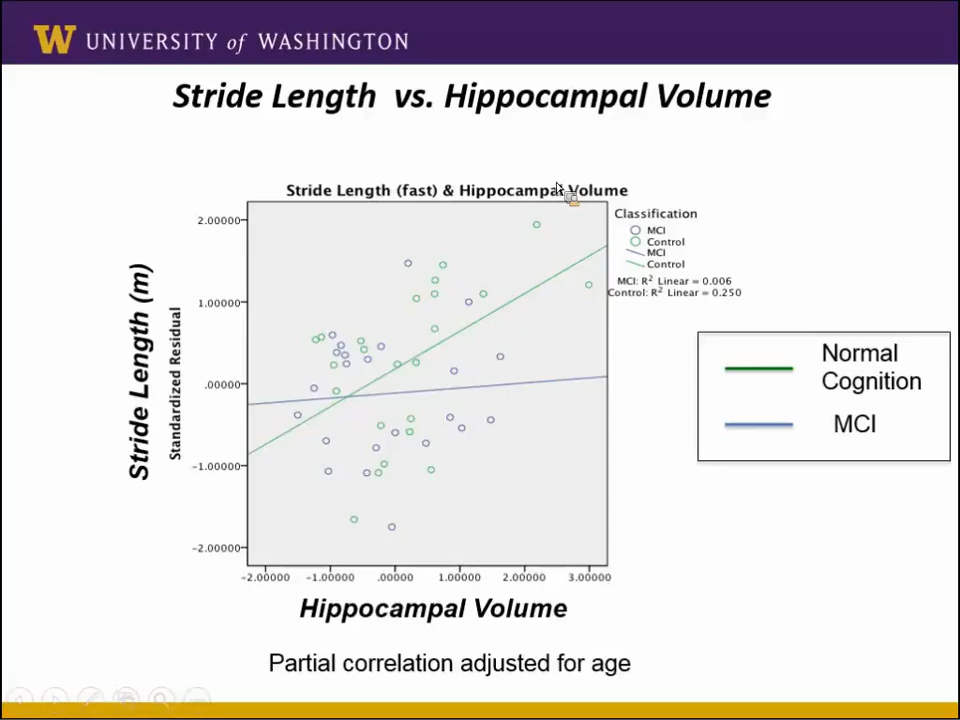 W UNIVERSITY of WASHINGTON
Stride Length vs. Hippocampal Volume
Stride Length (fast) & Hippocampal Volume
Classification
MCI
Control
MCI
Control
MCI: R² Linear = 0.006
Control: R² Linear = 0.250
Stride Length (m)
Standardized Residual
2.00000
1.00000
.00000
-1.00000
-2.00000
-2.00000 -1.00000 .00000 1.00000 2.00000 3.00000
Hippocampal Volume
Normal
Cognition
MCI
Partial correlation adjusted for age